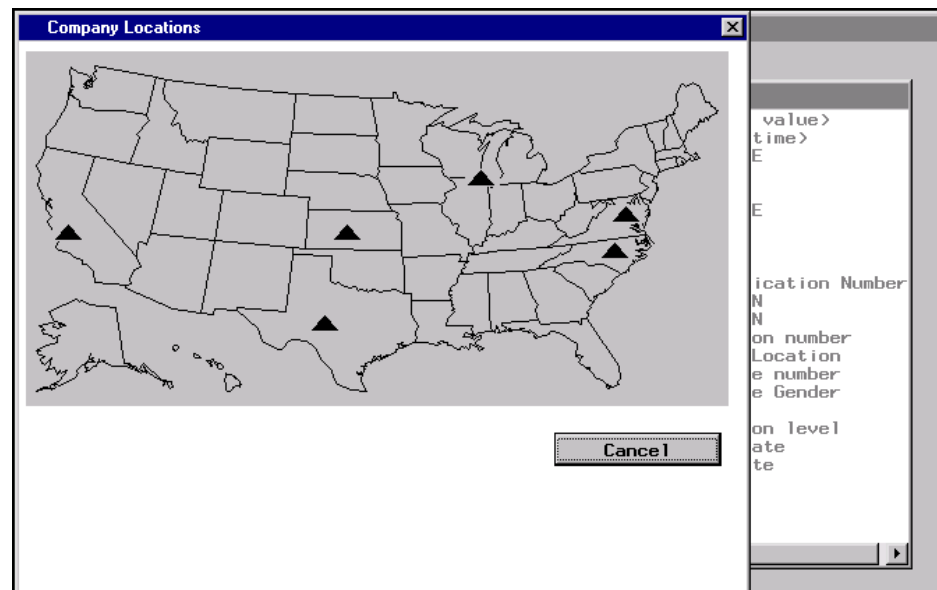 Company Locations
value>
time>
E
E
ication Number
N
N
on number
Location
e number
e Gender
on level
ate
te
Cancel